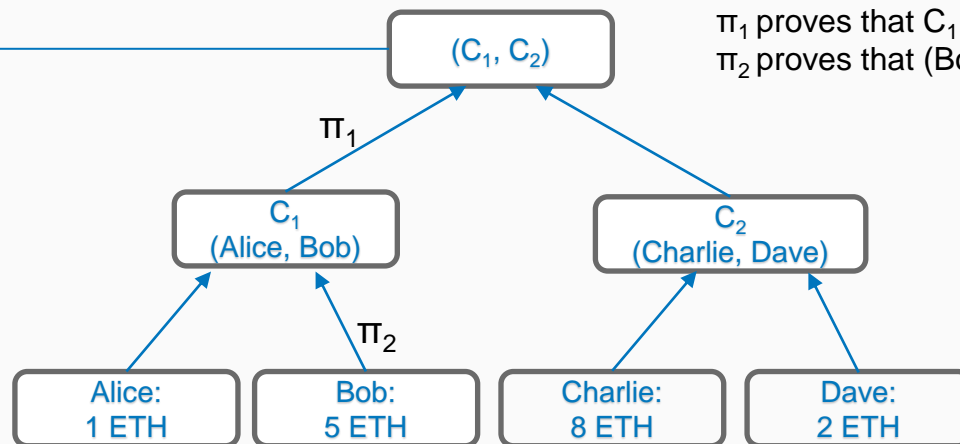 π₁ proves that C₁
π₂ proves that (Bo
(C₁, C₂)
π₁
C₁
(Alice, Bob)
C₂
(Charlie, Dave)
π₂
Alice:
1 ETH
Bob:
5 ETH
Charlie:
8 ETH
Dave:
2 ETH